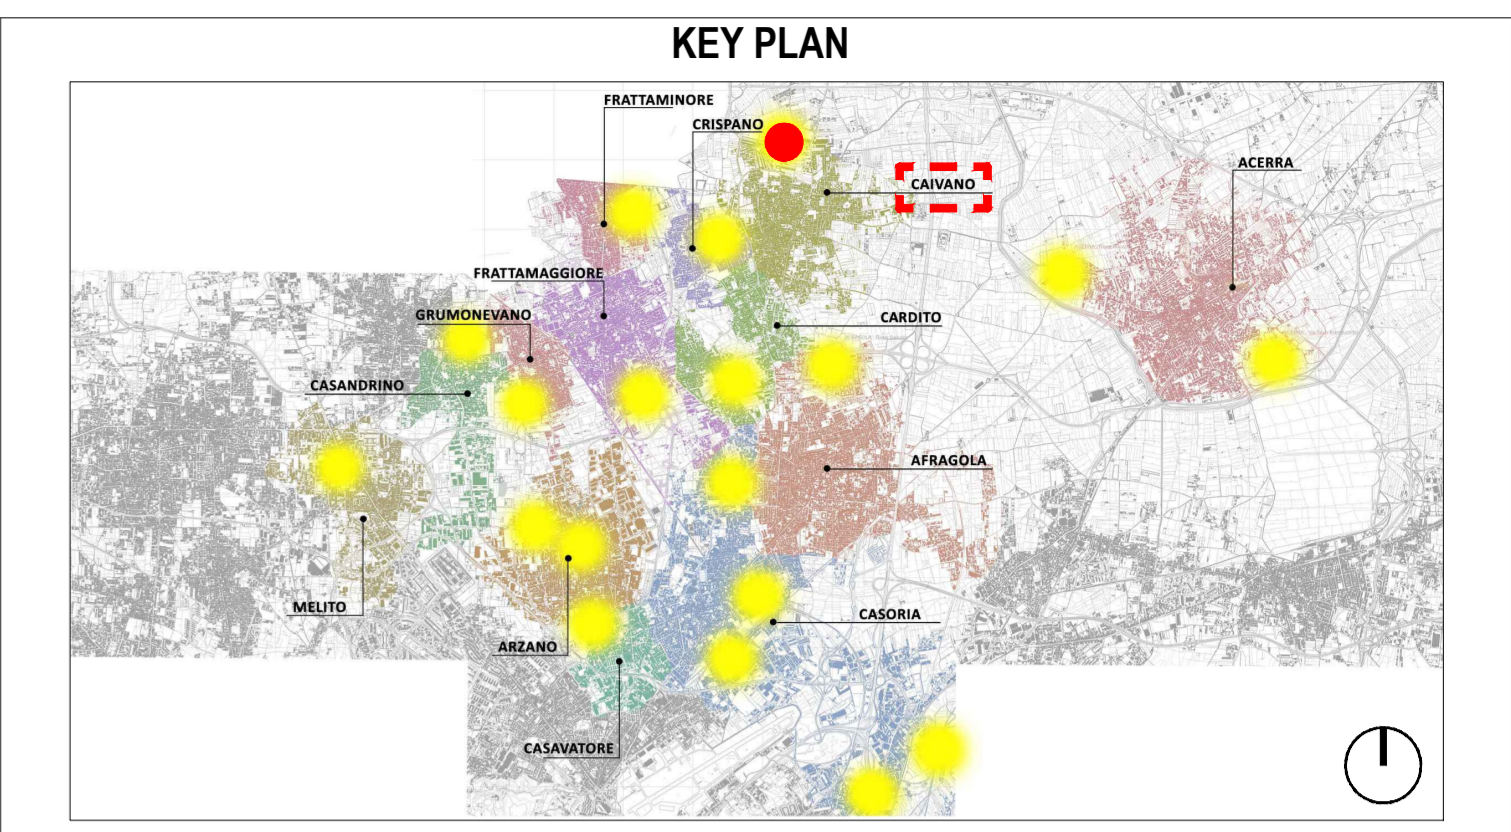 KEY PLAN
FRATTAMINORE
CRISPANO
ACERRA
CAIVANO
FRATTAMAGGIORE
GRUMONEVANO
CARDITO
CASANDRINO
AFRAGOLA
MELITO
CASORIA
ARZANO
CASAVATORE